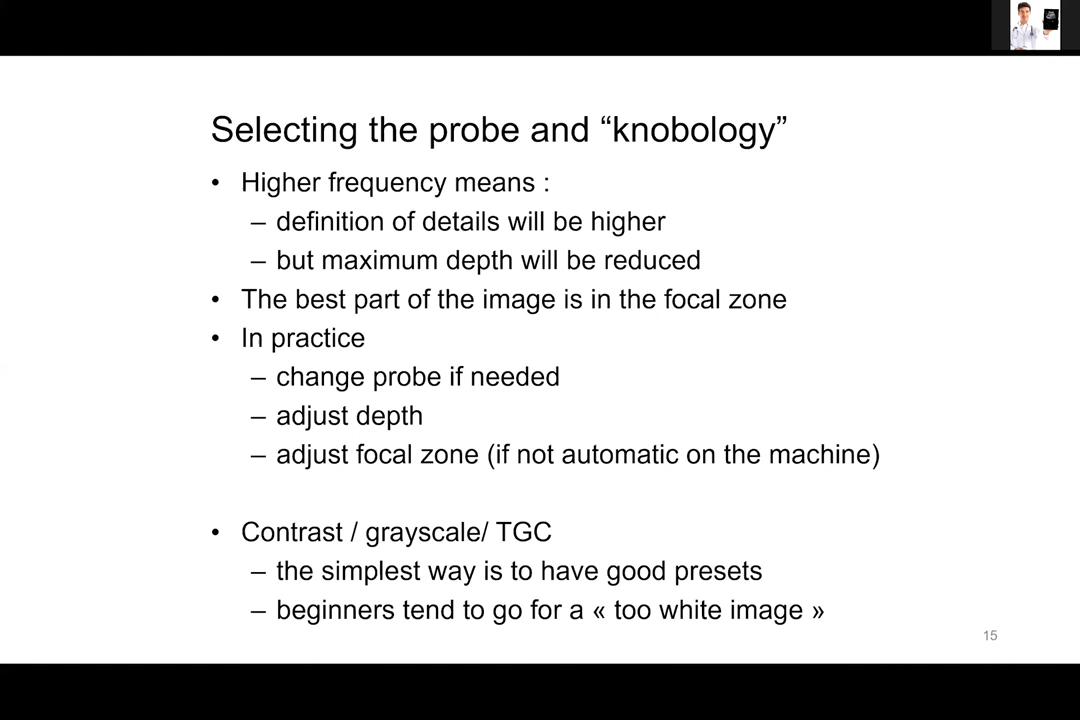 Selecting the probe and “knobology”
• Higher frequency means :
– definition of details will be higher
– but maximum depth will be reduced
• The best part of the image is in the focal zone
• In practice
– change probe if needed
– adjust depth
– adjust focal zone (if not automatic on the machine)
• Contrast / grayscale/ TGC
– the simplest way is to have good presets
– beginners tend to go for a « too white image »
15